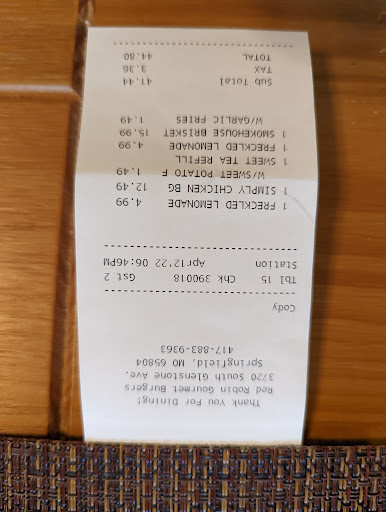 Thank You For Dining!
Red Robin Gourmet Burgers
3720 South Glenstone Ave.
Springfield, MO 65804
417-883-9363
Cody
Tbl 15 Chk 390018 Gst 2
Station Apr12'22 06:46PM
1 FRECKLED LEMONADE 4.99
1 SIMPLY CHICKEN BG 12.49
W/SWEET POTATO F 1.49
1 SWEET TEA REFILL
1 FRECKLED LEMONADE 4.99
1 SMOKEHOUSE BRISKET 15.99
W/GARLIC FRIES 1.49
Sub Total 41.44
TAX 3.36
TOTAL 44.80